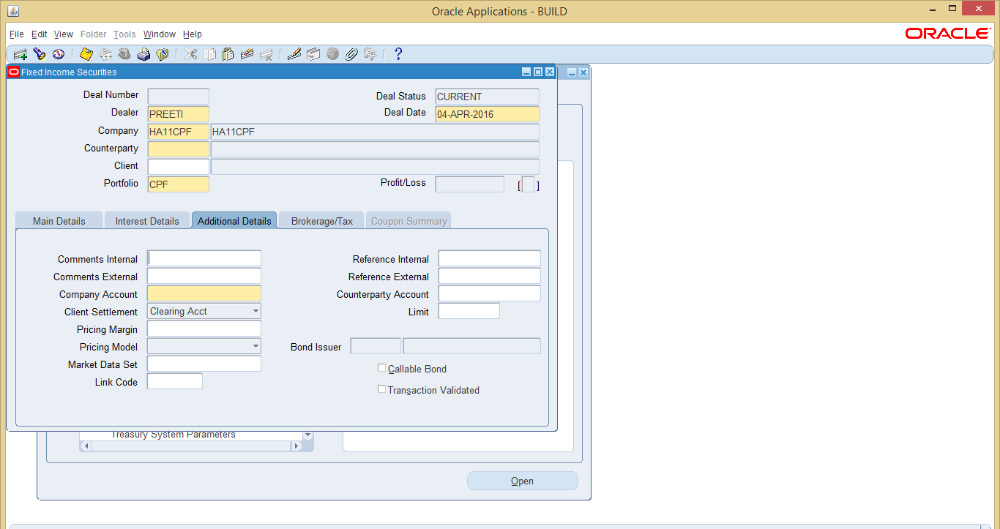 Oracle Applications - BUILD
File Edit View Folder Tools Window Help
ORACLE
Fixed Income Securities
Deal Number
Deal Status CURRENT
Dealer PREETI
Deal Date 04-APR-2016
Company HA11CPF HA11CPF
Counterparty
Client
Portfolio CPF
Profit/Loss [ ]
Main Details Interest Details Additional Details Brokerage/Tax Coupon Summary
Comments Internal
Reference Internal
Comments External
Reference External
Company Account
Counterparty Account
Client Settlement Clearing Acct
Limit
Pricing Margin
Pricing Model
Bond Issuer
Market Data Set
Callable Bond
Link Code
Transaction Validated
Treasury System Parameters
Open